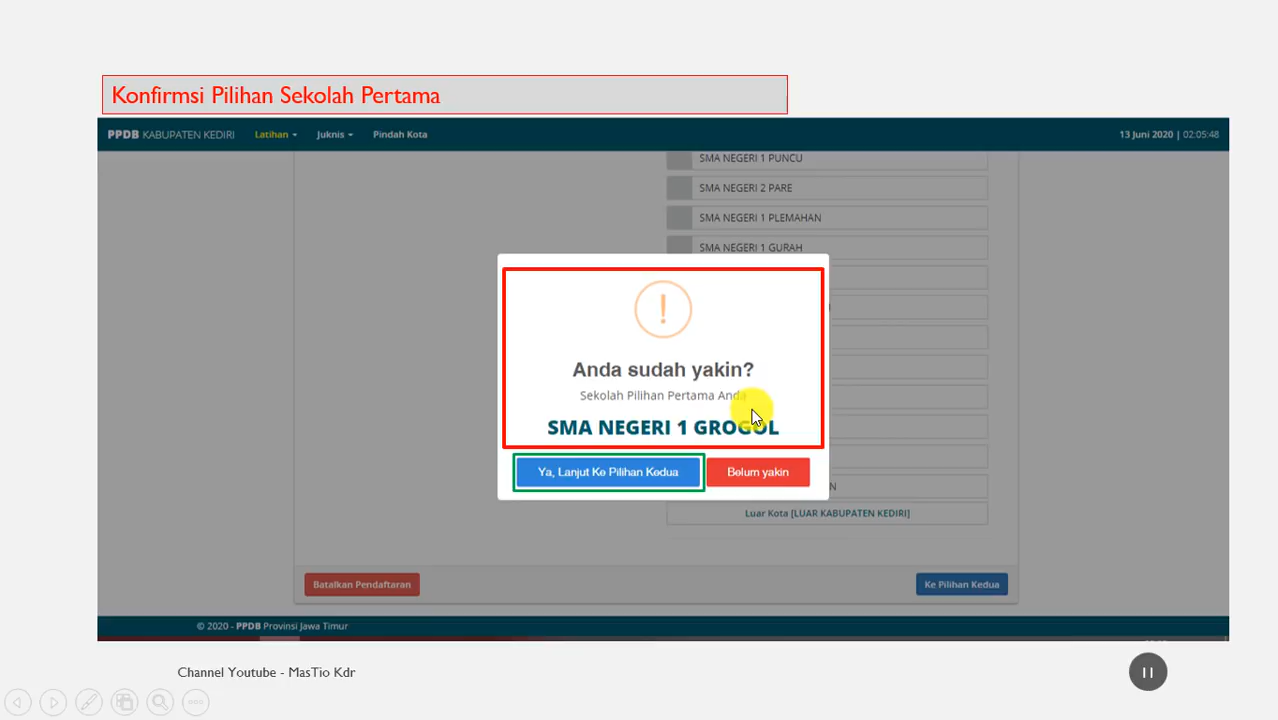 Konfirmsi Pilihan Sekolah Pertama
PPDB KABUPATEN KEDIRI Latihan Juknis Pindah Kota 13 Juni 2020 | 02:05:48
SMA NEGERI 1 PUNCU
SMA NEGERI 2 PARE
SMA NEGERI 1 PLEMAHAN
SMA NEGERI 1 GURAH
!
Anda sudah yakin?
Sekolah Pilihan Pertama Anda
SMA NEGERI 1 GROGOL
Ya, Lanjut Ke Pilihan Kedua Belum yakin
Luar Kota [LUAR KABUPATEN KEDIRI]
Batalkan Pendaftaran Ke Pilihan Kedua
© 2020 - PPDB Provinsi Jawa Timur
Channel Youtube - MasTio Kdr